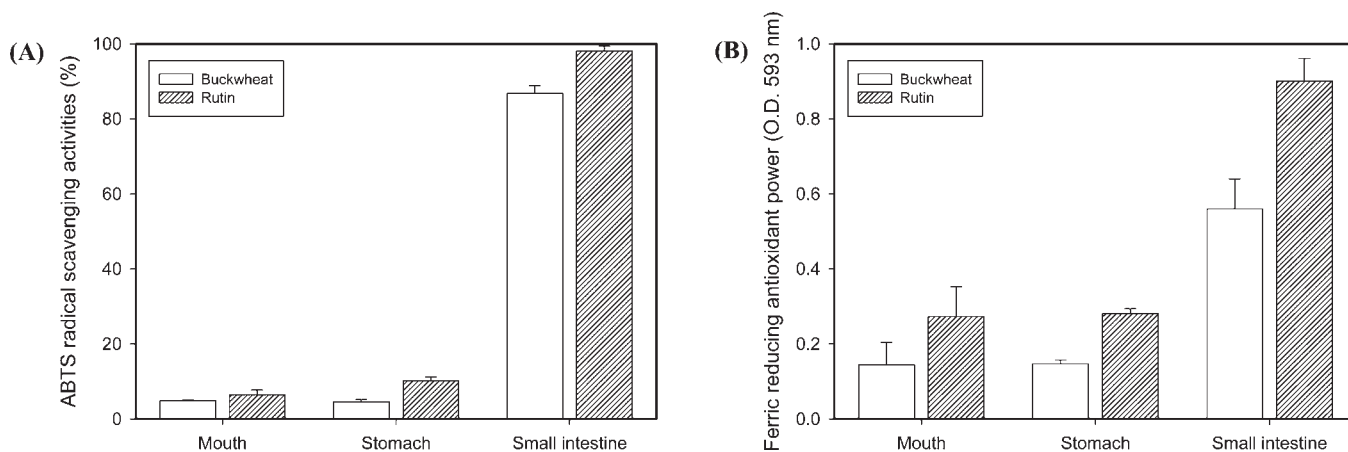 (A)
ABTS radical scavenging activities (%)
100
80
60
40
20
0
Buckwheat
Rutin
Mouth Stomach Small intestine
(B)
Ferric reducing antioxidant power (O.D. 593 nm)
1.0
0.8
0.6
0.4
0.2
0.0
Buckwheat
Rutin
Mouth Stomach Small intestine